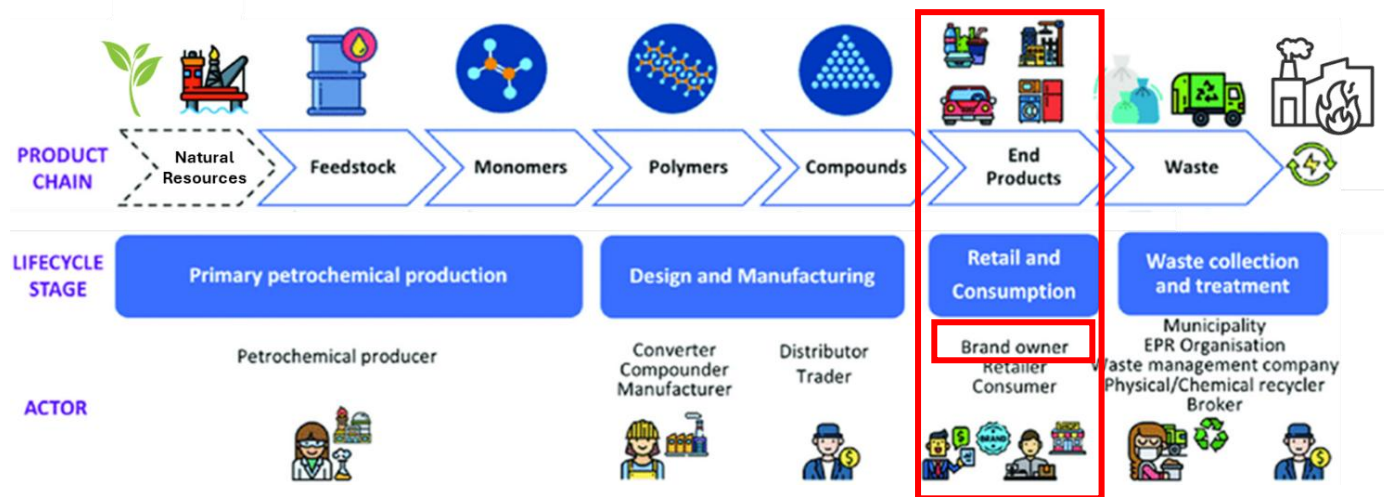 PRODUCT
CHAIN
Natural
Resources
Feedstock
Monomers
Polymers
Compounds
End
Products
Waste
LIFECYCLE
STAGE
Primary petrochemical production
Design and Manufacturing
Retail and
Consumption
Waste collection
and treatment
ACTOR
Petrochemical producer
Converter
Compounder
Manufacturer
Distributor
Trader
Brand owner
Retailer
Consumer
BRAND
Municipality
EPR Organisation
Waste management company
Physical/Chemical recycler
Broker